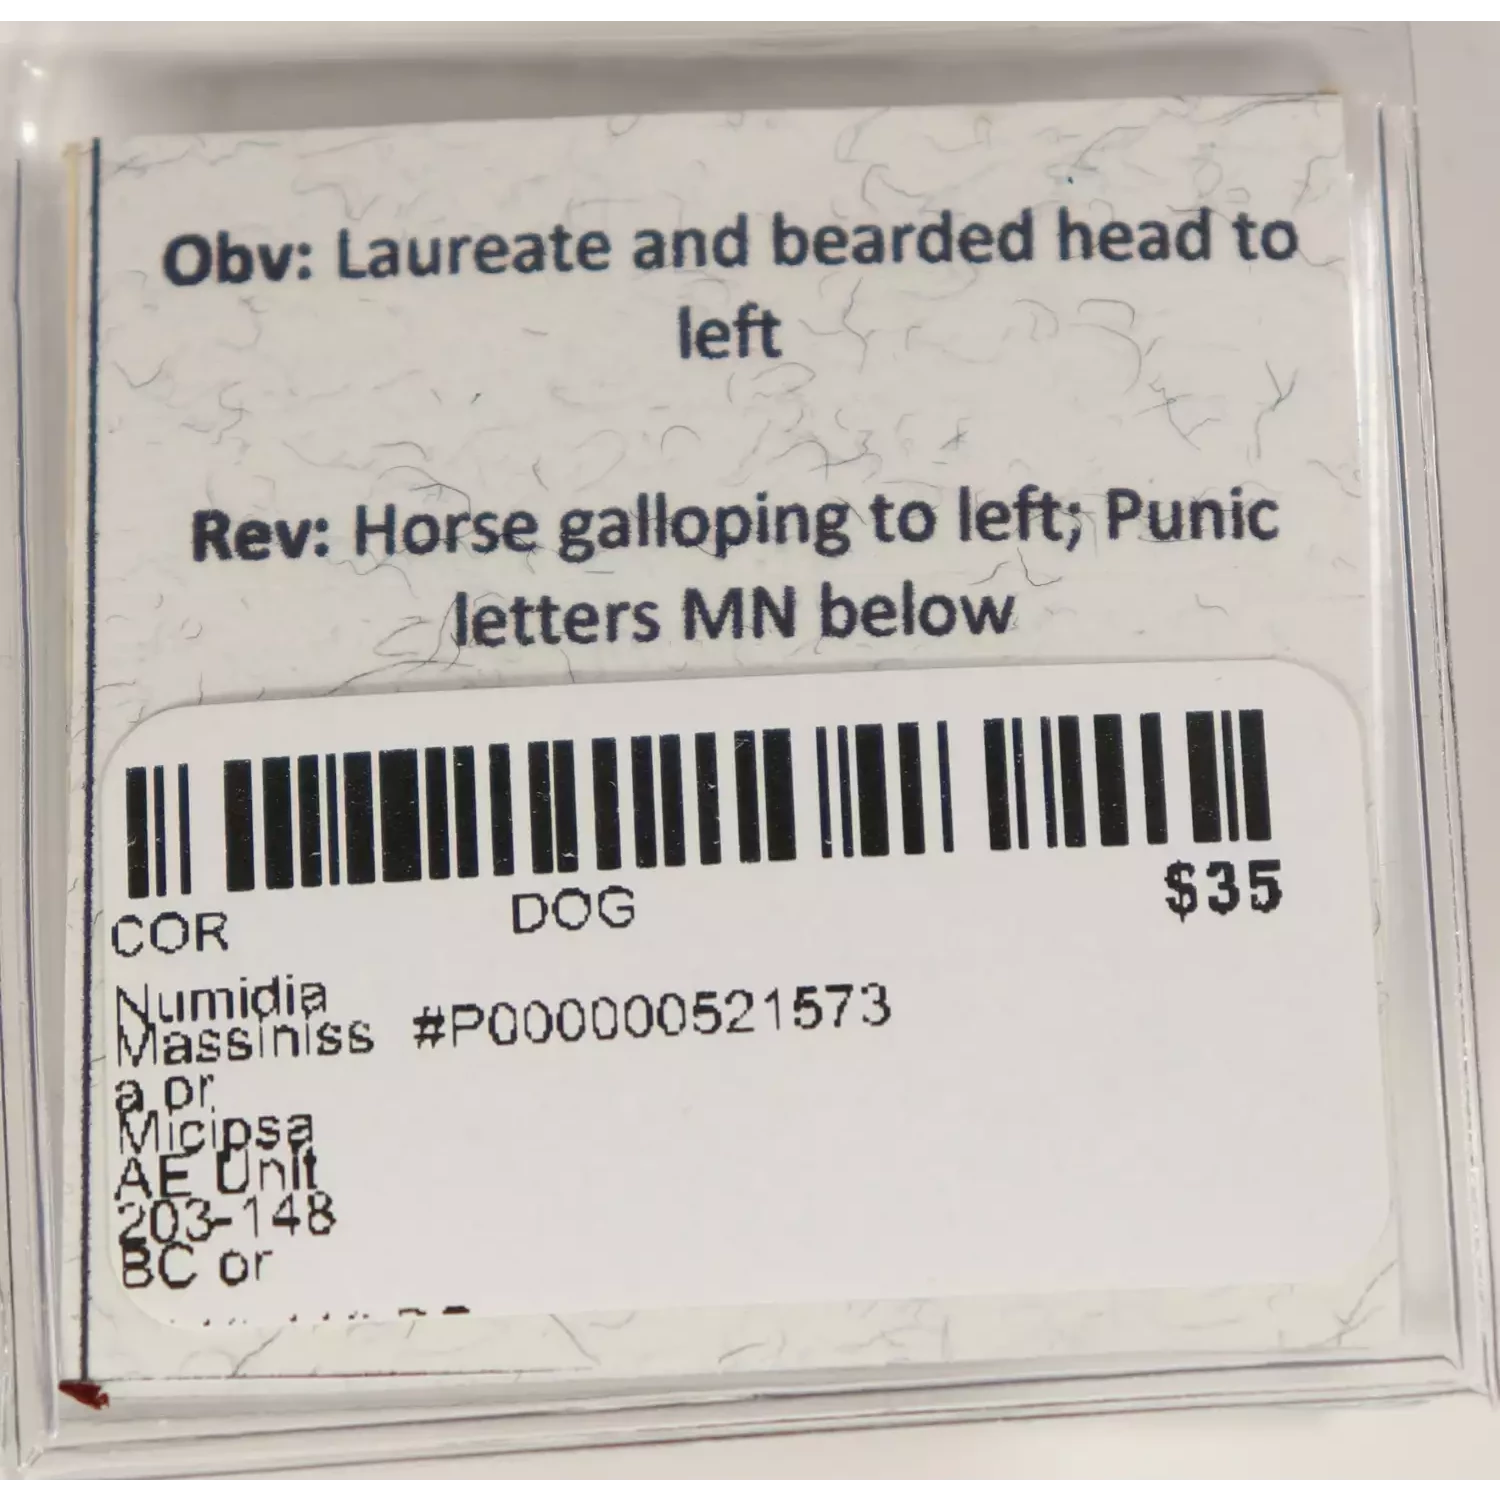 Obv: Laureate and bearded head to
left
Rev: Horse galloping to left; Punic
letters MN below
COR DOG $35
Numidia
Massiniss #P000000521573
a or
Micipsa
AE Unit
203-148
BC or